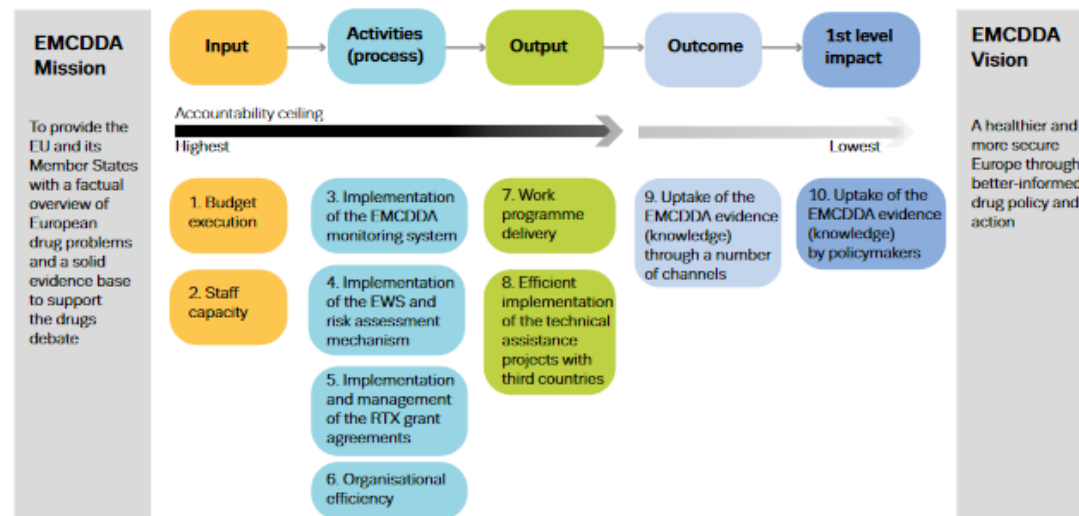 EMCDDA
Mission
To provide the
EU and its
Member States
with a factual
overview of
European
drug problems
and a solid
evidence base
to support
the drugs
debate
Input
Activities
(process)
Output
Outcome
1st level
impact
Accountability ceiling
Highest
Lowest
1. Budget
execution
2. Staff
capacity
3. Implementation
of the EMCDDA
monitoring system
4. Implementation
of the EWS and
risk assessment
mechanism
5. Implementation
and management
of the RTX grant
agreements
6. Organisational
efficiency
7. Work
programme
delivery
8. Efficient
implementation
of the technical
assistance
projects with
third countries
9. Uptake of the
EMCDDA evidence
(knowledge)
through a number
of channels
10. Uptake of the
EMCDDA evidence
(knowledge)
by policymakers
EMCDDA
Vision
A healthier and
more secure
Europe through
better-informed
drug policy and
action